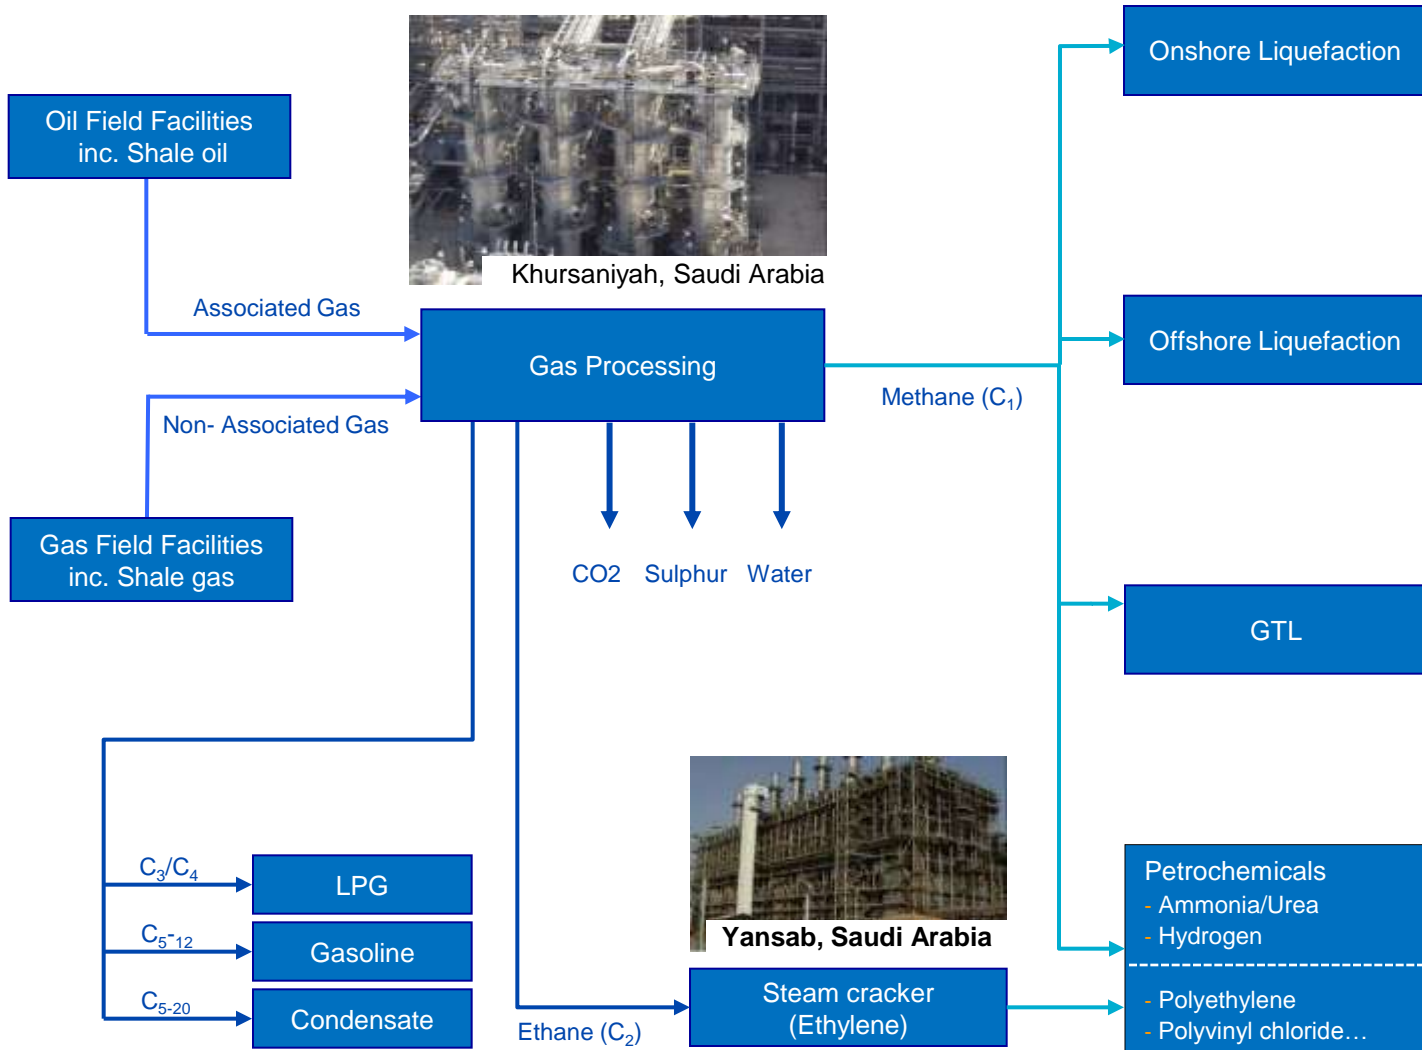 Onshore Liquefaction
Oil Field Facilities
inc. Shale oil
Khursaniyah, Saudi Arabia
Associated Gas
Gas Processing
Offshore Liquefaction
Methane (C₁)
Non- Associated Gas
Gas Field Facilities
inc. Shale gas
CO2 Sulphur Water
GTL
C₃/C₄
LPG
C₅-₁₂
Gasoline
C₅₋₂₀
Condensate
Yansab, Saudi Arabia
Ethane (C₂)
Steam cracker
(Ethylene)
Petrochemicals
- Ammonia/Urea
- Hydrogen
- Polyethylene
- Polyvinyl chloride…